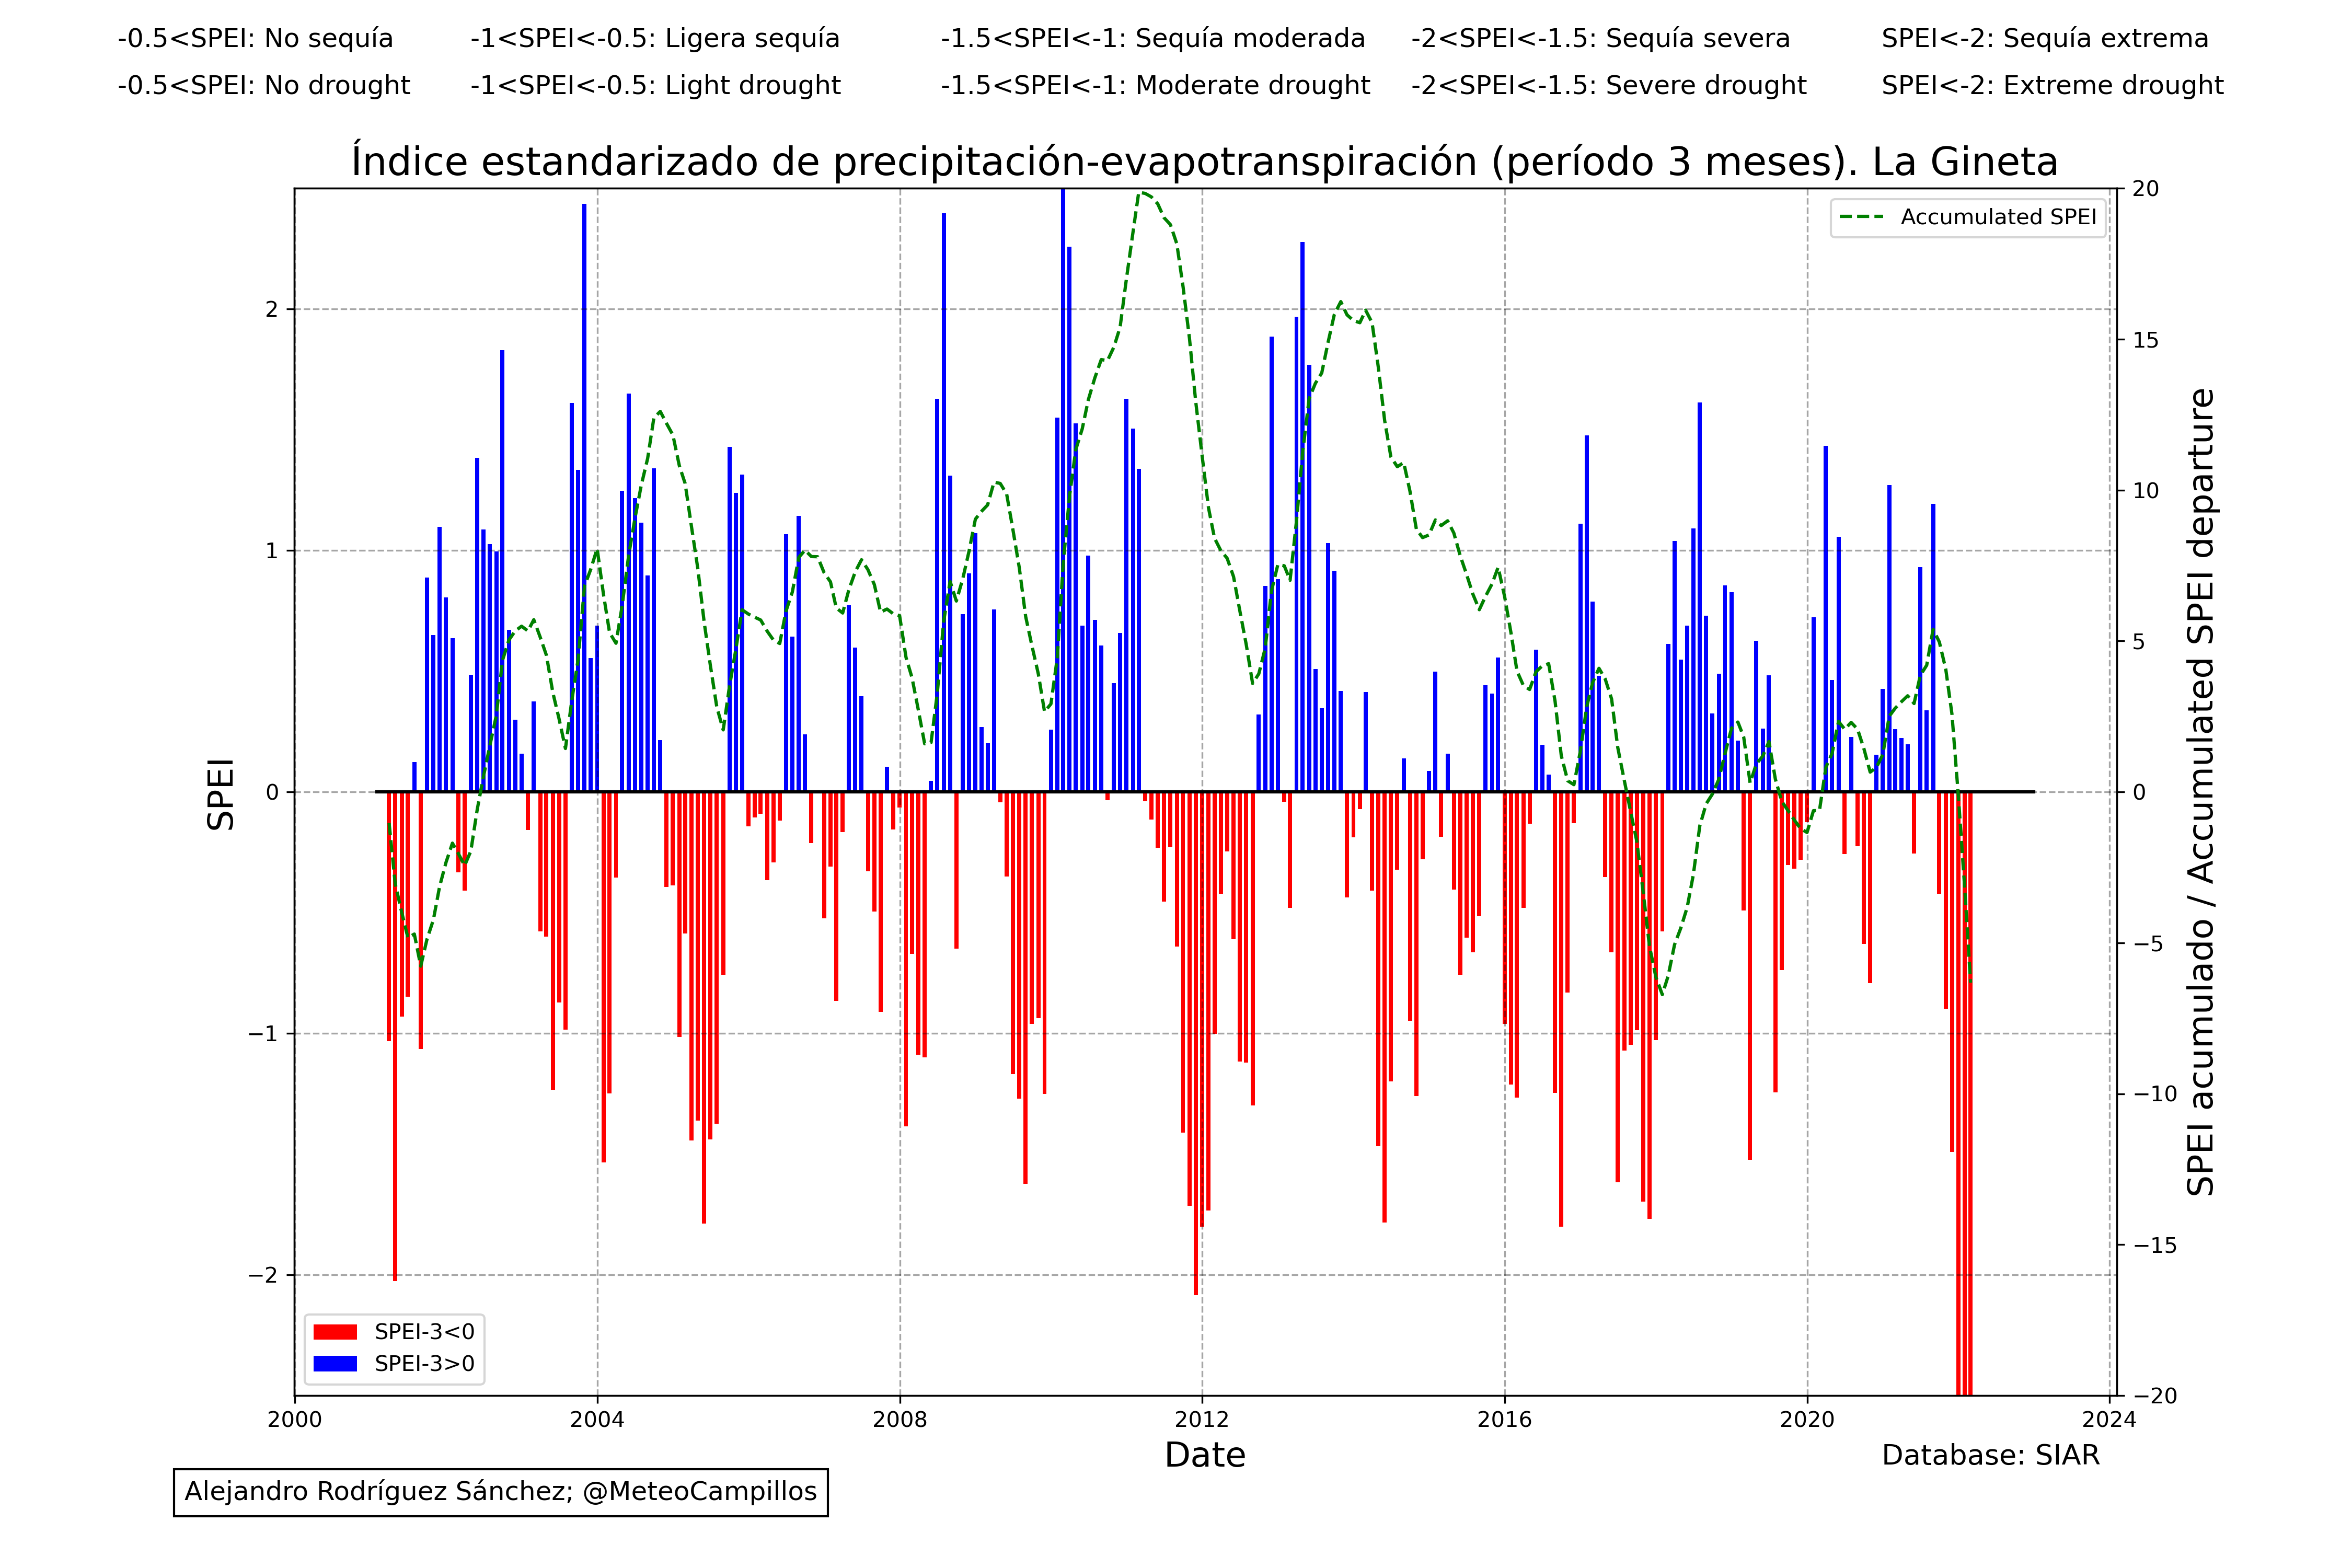 -0.5<SPEI: No sequía -1<SPEI<-0.5: Ligera sequía -1.5<SPEI<-1: Sequía moderada -2<SPEI<-1.5: Sequía severa SPEI<-2: Sequía extrema
-0.5<SPEI: No drought -1<SPEI<-0.5: Light drought -1.5<SPEI<-1: Moderate drought -2<SPEI<-1.5: Severe drought SPEI<-2: Extreme drought
Índice estandarizado de precipitación-evapotranspiración (período 3 meses). La Gineta
Accumulated SPEI
SPEI
2
1
0
−1
−2
20
15
10
5
0
−5
−10
−15
−20
SPEI acumulado / Accumulated SPEI departure
SPEI-3<0
SPEI-3>0
2000 2004 2008 2012 2016 2020 2024
Date
Database: SIAR
Alejandro Rodríguez Sánchez; @MeteoCampillos